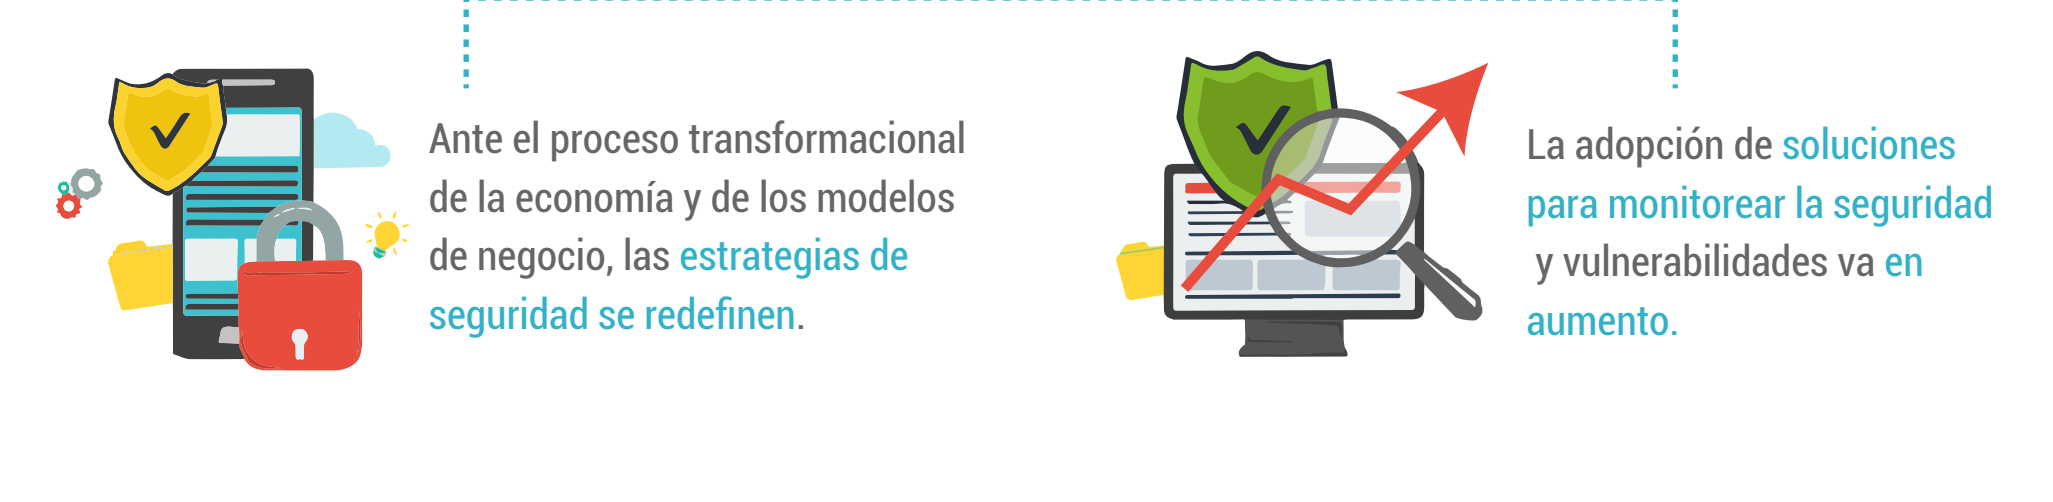 Ante el proceso transformacional
de la economía y de los modelos
de negocio, las estrategias de
seguridad se redefinen.
La adopción de soluciones
para monitorear la seguridad
y vulnerabilidades va en
aumento.